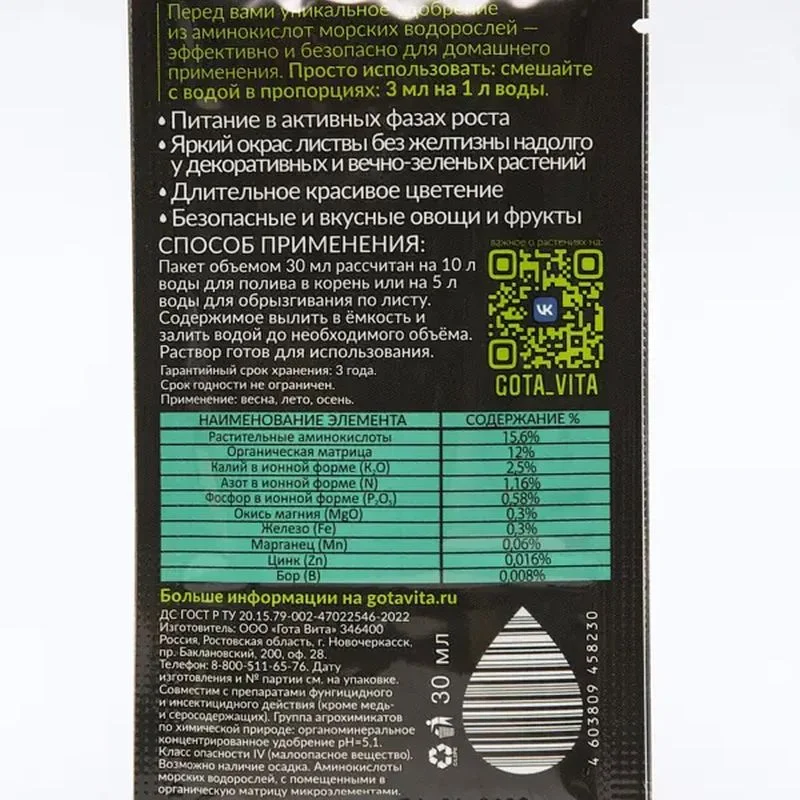 Перед вами уникальное удобрение
из аминокислот морских водорослей —
эффективно и безопасно для домашнего
применения. Просто использовать: смешайте
с водой в пропорциях: 3 мл на 1 л воды.
• Питание в активных фазах роста
• Яркий окрас листвы без желтизны надолго
у декоративных и вечно-зеленых растений
• Длительное красивое цветение
• Безопасные и вкусные овощи и фрукты
СПОСОБ ПРИМЕНЕНИЯ:
Пакет объемом 30 мл рассчитан на 10 л
воды для полива в корень или на 5 л
воды для обрызгивания по листу.
Содержимое вылить в ёмкость и
залить водой до необходимого объёма.
Раствор готов для использования.
Гарантийный срок хранения: 3 года.
Срок годности не ограничен.
Применение: весна, лето, осень.
важное о растениях на:
VK
GOTA_VITA
НАИМЕНОВАНИЕ ЭЛЕМЕНТА СОДЕРЖАНИЕ %
Растительные аминокислоты 15,6%
Органическая матрица 12%
Калий в ионной форме (K₂O) 2,5%
Азот в ионной форме (N) 1,16%
Фосфор в ионной форме (P₂O₅) 0,58%
Окись магния (MgO) 0,3%
Железо (Fe) 0,3%
Марганец (Mn) 0,06%
Цинк (Zn) 0,016%
Бор (B) 0,008%
Больше информации на gotavita.ru
ДС ГОСТ Р ТУ 20.15.79-002-47022546-2022
Изготовитель: ООО «Гота Вита» 346400
Россия, Ростовская область, г. Новочеркасск,
пр. Баклановский, 200, оф. 28.
Телефон: 8-800-511-65-76. Дату
изготовления и № партии см. на упаковке.
Совместим с препаратами фунгицидного
и инсектицидного действия (кроме медь-
и серосодержащих). Группа агрохимикатов
по химической природе: органоминеральное
концентрированное удобрение pH=5,1.
Класс опасности IV (малоопасное вещество).
Возможно наличие осадка. Аминокислоты
морских водорослей, с помещенными в
органическую матрицу микроэлементами.
30 мл
4 603809 458230